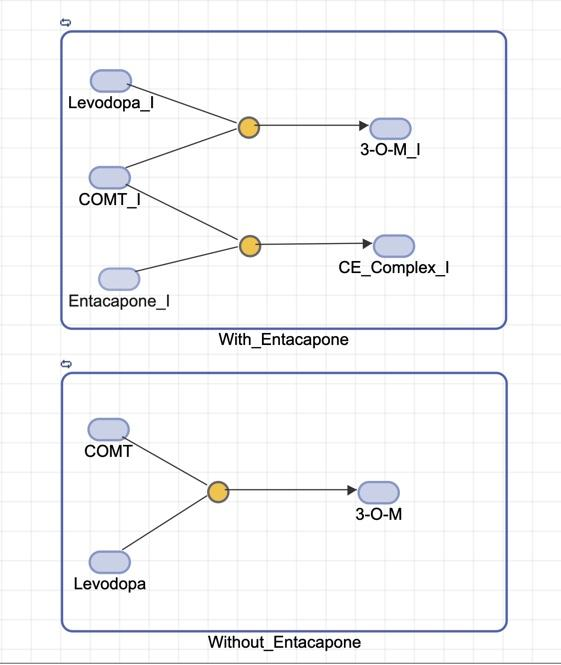 Levodopa_I
3-O-M_I
COMT_I
CE_Complex_I
Entacapone_I
With_Entacapone
COMT
3-O-M
Levodopa
Without_Entacapone